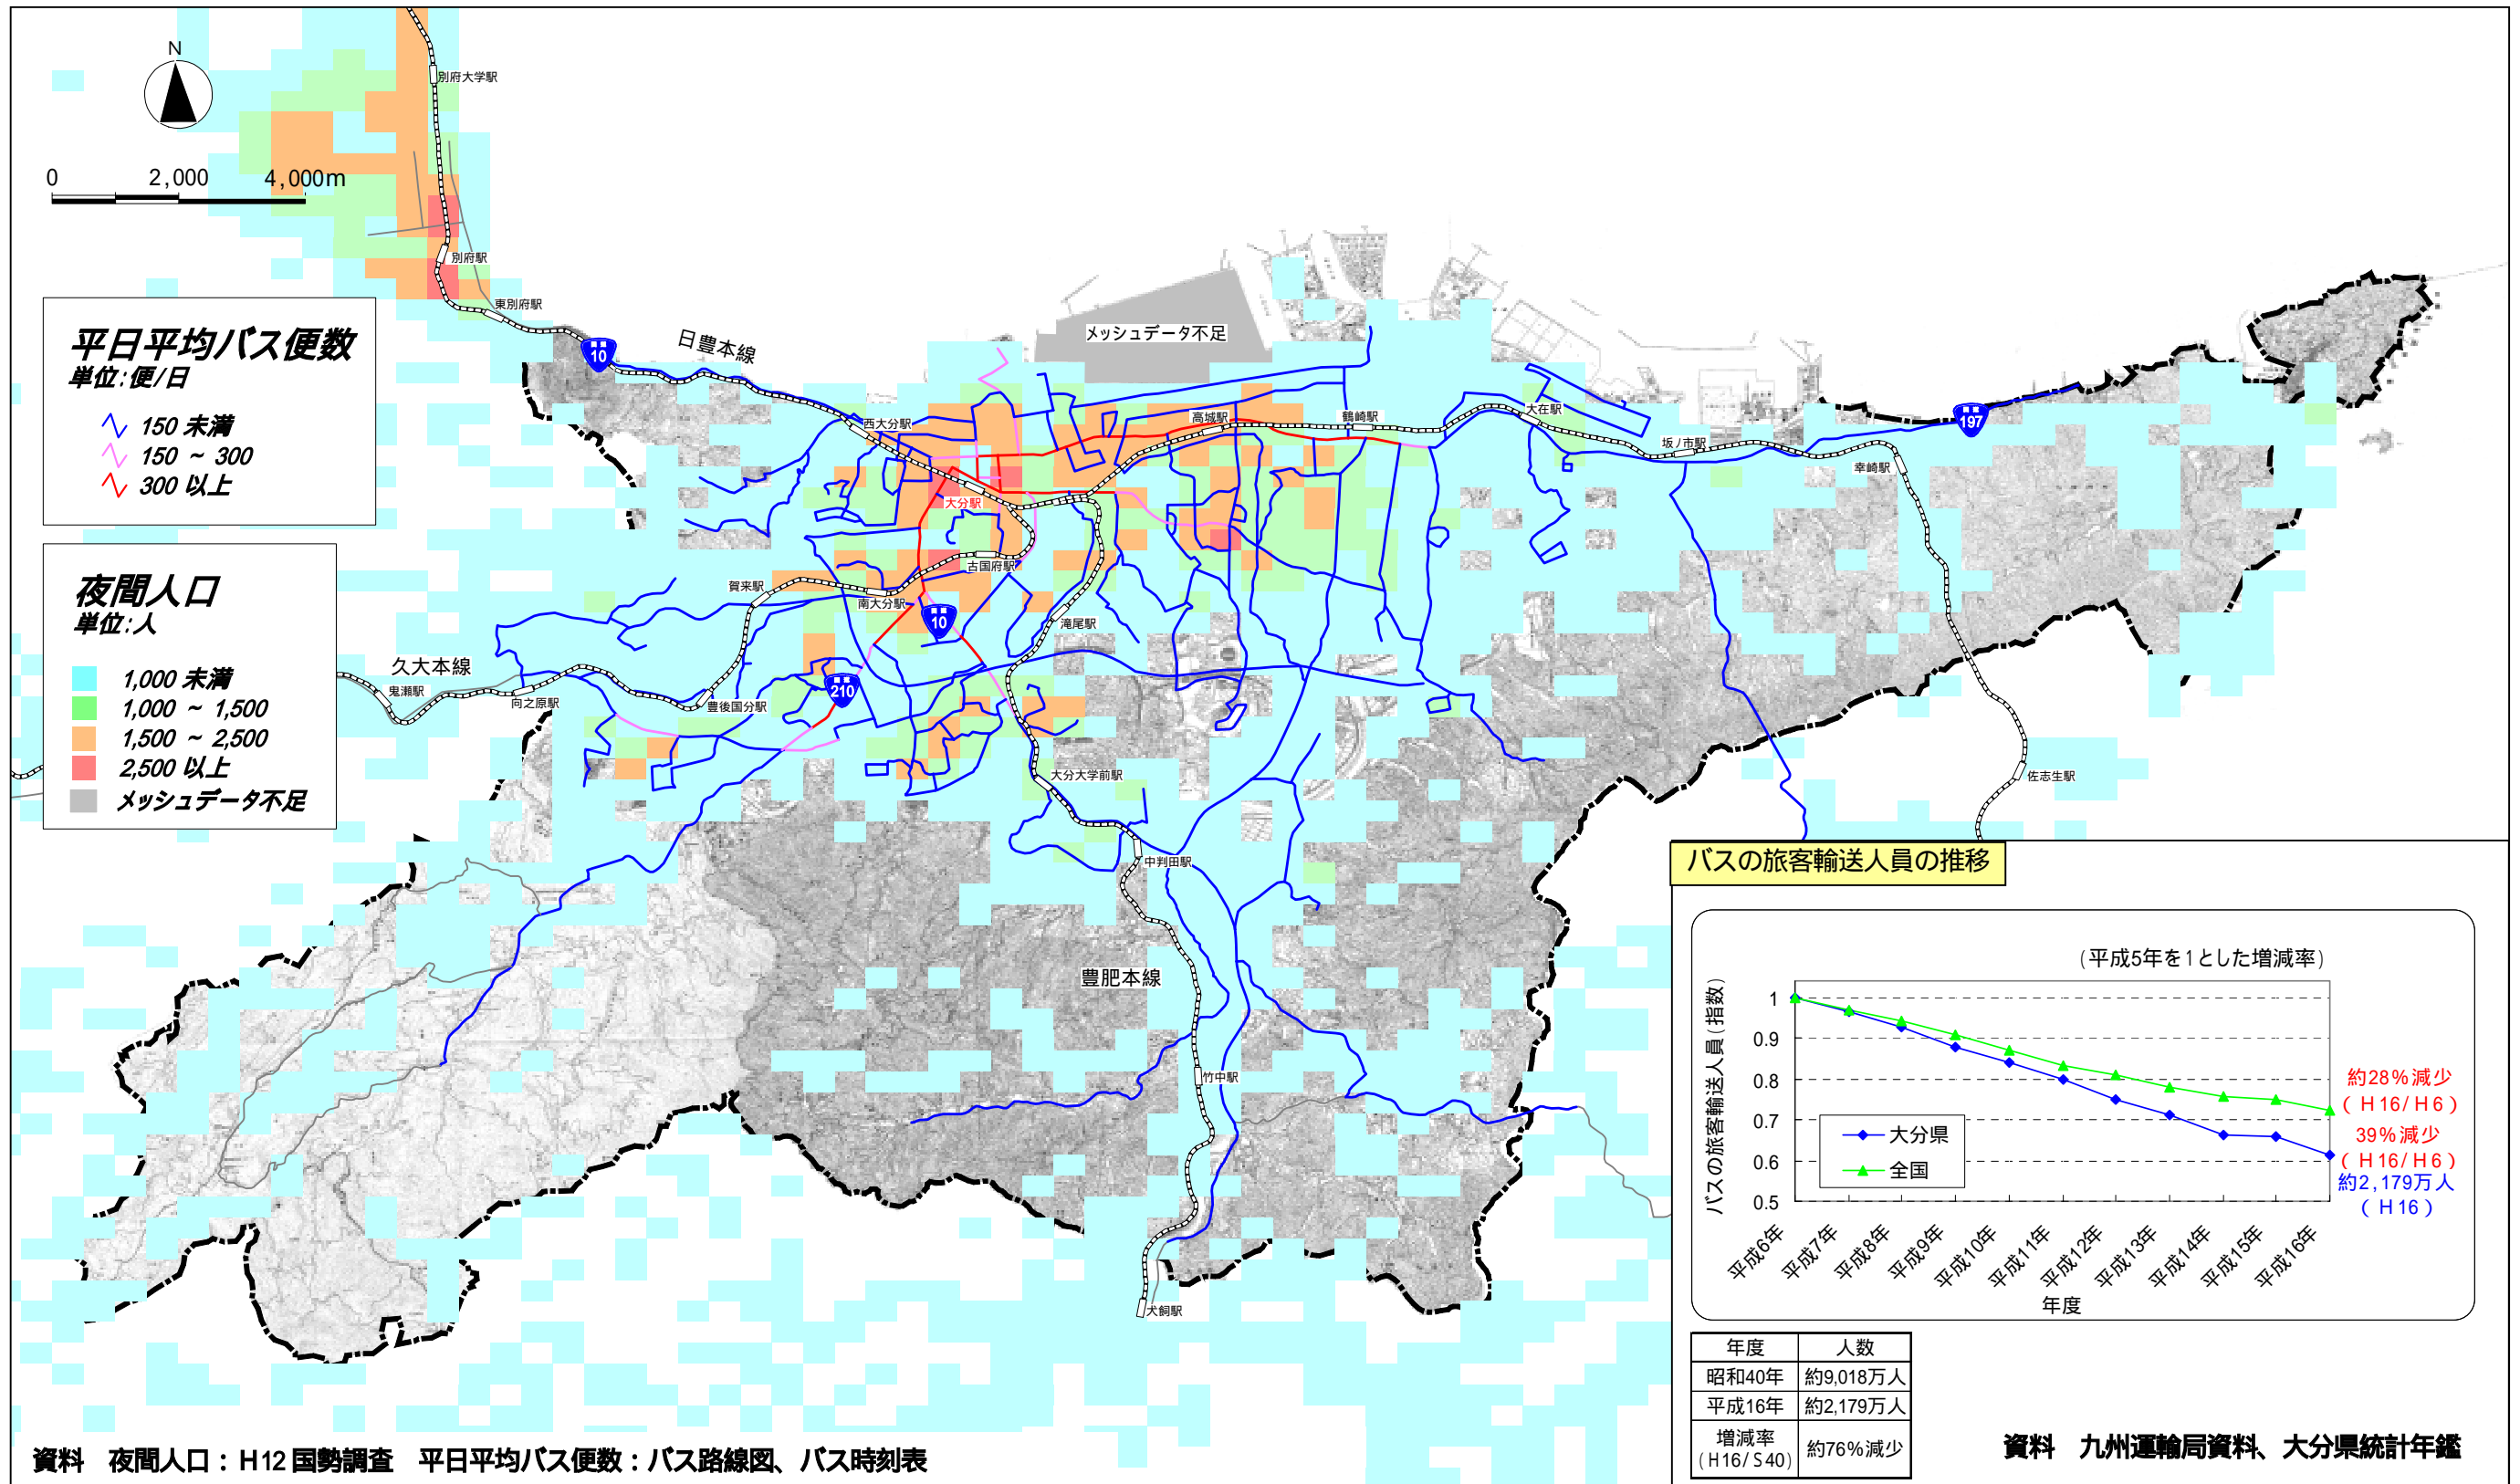 N
0 2,000 4,000m
別府大学駅
別府駅
東別府駅
平日平均バス便数
単位:便/日
150 未満
150 ~ 300
300 以上
夜間人口
単位:人
1,000 未満
1,000 ~ 1,500
1,500 ~ 2,500
2,500 以上
メッシュデータ不足
10
日豊本線
メッシュデータ不足
西大分駅
高城駅
鶴崎駅
大在駅
坂ノ市駅
197
幸崎駅
大分駅
古国府駅
賀来駅
南大分駅
10
滝尾駅
久大本線
鬼瀬駅
向之原駅
豊後国分駅
210
大分大学前駅
佐志生駅
中判田駅
豊肥本線
竹中駅
犬飼駅
バスの旅客輸送人員の推移
(平成5年を1とした増減率)
バスの旅客輸送人員(指数)
1
0.9
0.8
0.7
0.6
0.5
大分県
全国
約28%減少
(H16/H6)
39%減少
(H16/H6)
約2,179万人
(H16)
平成6年
平成7年
平成8年
平成9年
平成10年
平成11年
平成12年
平成13年
平成14年
平成15年
平成16年
年度
年度 人数
昭和40年 約9,018万人
平成16年 約2,179万人
増減率
(H16/S40) 約76%減少
資料 夜間人口:H12国勢調査 平日平均バス便数:バス路線図、バス時刻表
資料 九州運輸局資料、大分県統計年鑑